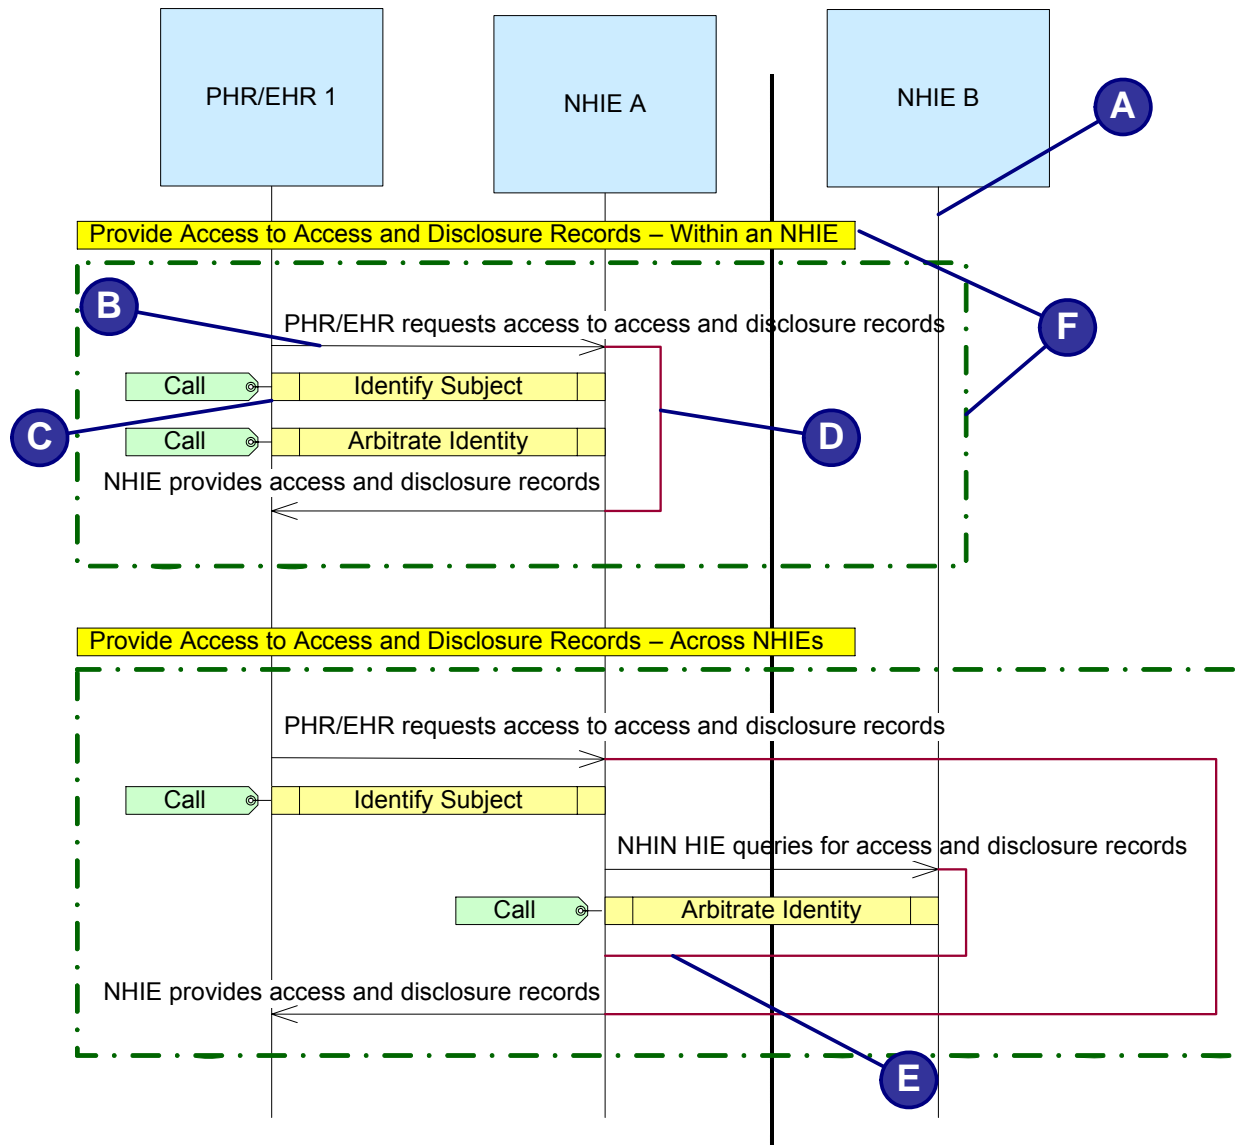 PHR/EHR 1
NHIE A
NHIE B
A
Provide Access to Access and Disclosure Records – Within an NHIE
B
PHR/EHR requests access to access and disclosure records
F
Call
Identify Subject
C
Call
Arbitrate Identity
D
NHIE provides access and disclosure records
Provide Access to Access and Disclosure Records – Across NHIEs
PHR/EHR requests access to access and disclosure records
Call
Identify Subject
NHIN HIE queries for access and disclosure records
Call
Arbitrate Identity
NHIE provides access and disclosure records
E